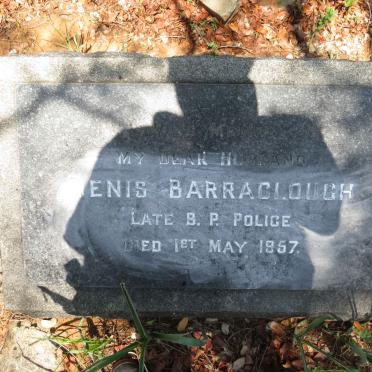 MY DEAR HUSBAND
DENIS BARRACLOUGH
LATE B. P. POLICE
DIED 1ST MAY 1957.